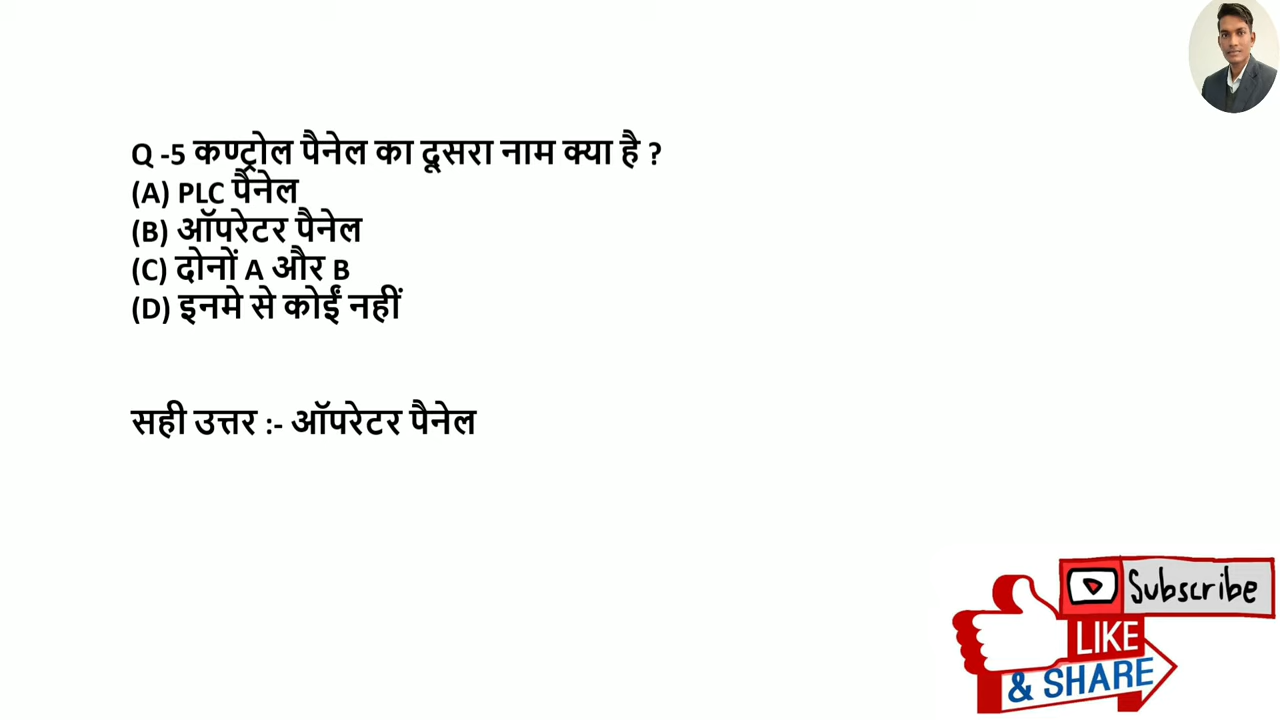 Q -5 कण्ट्रोल पैनेल का दूसरा नाम क्या है ?
(A) PLC पैनेल
(B) ऑपरेटर पैनेल
(C) दोनों A और B
(D) इनमे से कोईं नहीं
सही उत्तर :- ऑपरेटर पैनेल
Subscribe
LIKE
& SHARE